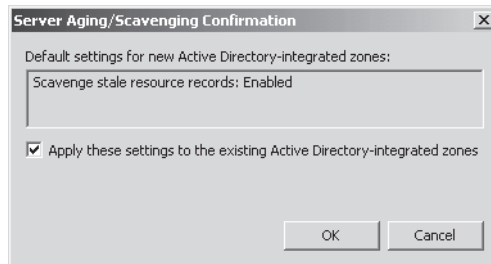 Server Aging/Scavenging Confirmation
Default settings for new Active Directory-integrated zones:
Scavenge stale resource records: Enabled
Apply these settings to the existing Active Directory-integrated zones
OK
Cancel